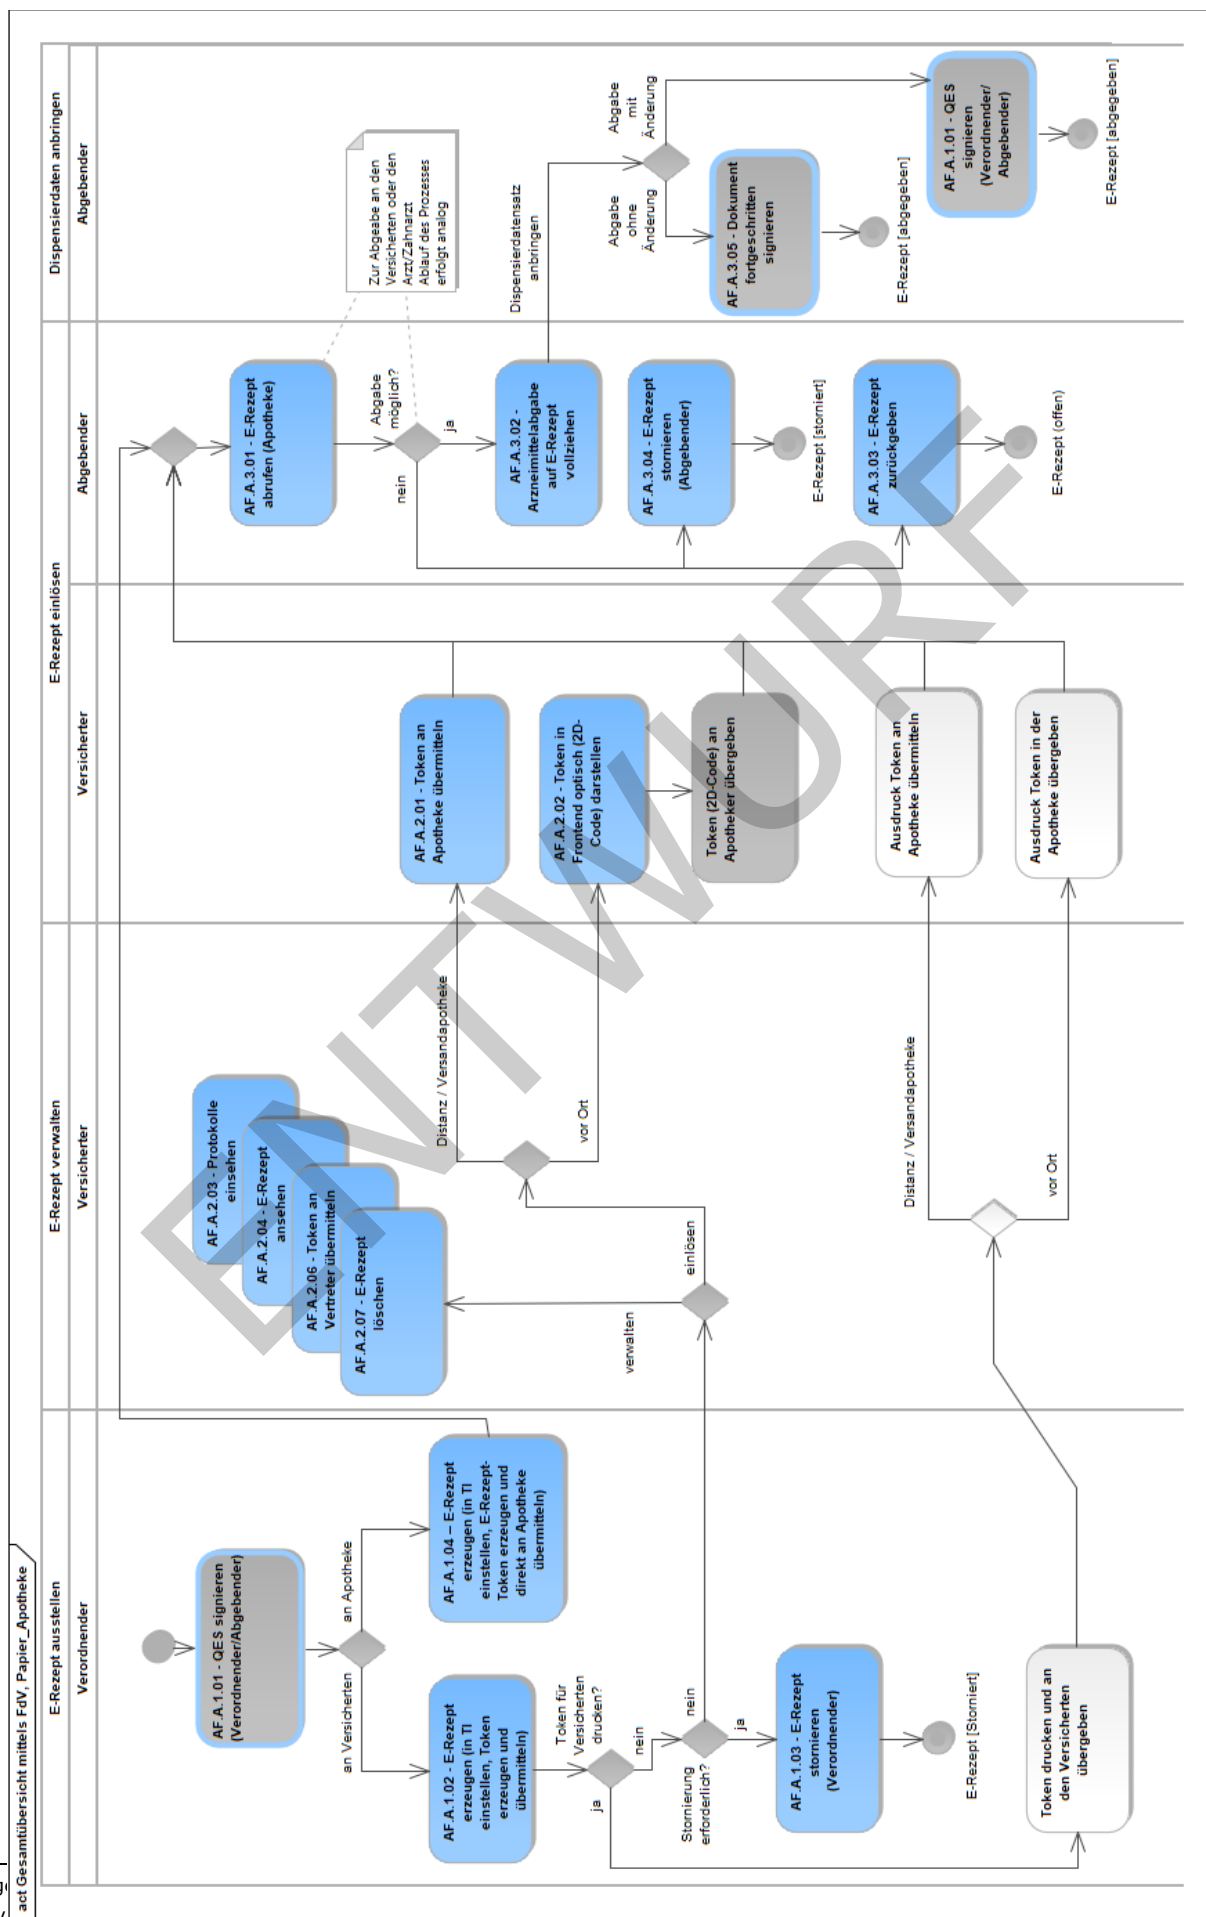 act Gesamtübersicht mittels FdV, Papier_Apotheke
E-Rezept ausstellen
Verordnender
AF.A.1.01 - QES signieren
(Verordnender/Abgebender)
an Versicherten
an Apotheke
AF.A.1.02 - E-Rezept
erzeugen (in TI
einstellen, Token
erzeugen und
übermitteln)
AF.A.1.04 – E-Rezept
erzeugen (in TI
einstellen, E-Rezept-
Token erzeugen und
direkt an Apotheke
übermitteln)
Token für
Versicherten
drucken?
ja
nein
Stornierung
erforderlich?
nein
ja
AF.A.1.03 - E-Rezept
stornieren
(Verordnender)
E-Rezept [Storniert]
Token drucken und an
den Versicherten
übergeben
E-Rezept verwalten
Versicherter
AF.A.2.03 - Protokolle
einsehen
AF.A.2.04 - E-Rezept
ansehen
AF.A.2.06 - Token an
Vertreter übermitteln
AF.A.2.07 - E-Rezept
löschen
verwalten
einlösen
Distanz / Versandapotheke
vor Ort
Distanz / Versandapotheke
vor Ort
E-Rezept einlösen
Versicherter
AF.A.2.01 - Token an
Apotheke übermitteln
AF.A.2.02 - Token in
Frontend optisch (2D-
Code) darstellen
Token (2D-Code) an
Apotheker übergeben
Ausdruck Token an
Apotheke übermitteln
Ausdruck Token in der
Apotheke übergeben
Abgebender
AF.A.3.01 - E-Rezept
abrufen (Apotheke)
Abgabe
möglich?
nein
ja
AF.A.3.02 -
Arzneimittelabgabe
auf E-Rezept
vollziehen
AF.A.3.04 - E-Rezept
stornieren
(Abgebender)
E-Rezept [storniert]
AF.A.3.03 - E-Rezept
zurückgeben
E-Rezept (offen)
Dispensierdaten anbringen
Abgebender
Zur Abgeabe an den
Versicherten oder den
Arzt/Zahnarzt
Ablauf des Prozesses
erfolgt analog
Dispensierdatensatz
anbringen
Abgabe
ohne
Änderung
Abgabe
mit
Änderung
AF.A.3.05 - Dokument
fortgeschritten
signieren
E-Rezept [abgegeben]
AF.A.1.01 - QES
signieren
(Verordnender/
Abgebender)
E-Rezept [abgegeben]
ENTWURF